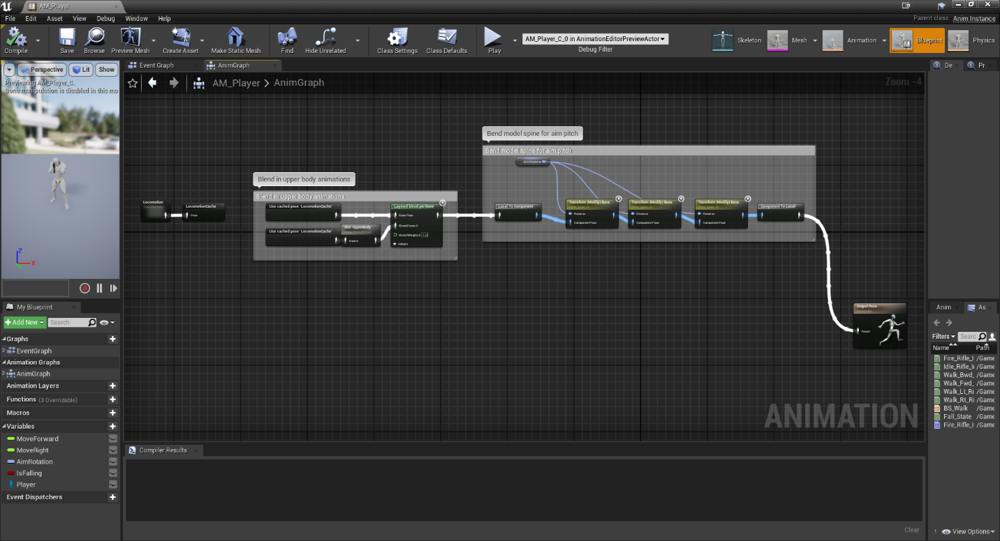 AM_Player
File Edit Asset View Debug Window Help
Parent class: Anim Instance
Compile
Save
Browse
Preview Mesh
Create Asset
Make Static Mesh
Find
Hide Unrelated
Class Settings
Class Defaults
Play
AM_Player_C_0 in AnimationEditorPreviewActor
Debug Filter
Skeleton
Mesh
Animation
Blueprint
Physics
Perspective
Lit
Show
Previewing AM_Player_C.
Bone manipulation is disabled in this mo
Z
X
Event Graph
AnimGraph
De
Pr
AM_Player > AnimGraph
Zoom -4
Bend model spine for aim pitch
Bend model spine for aim pitch
AimRotation
Blend in upper body animations
Blend in upper body animations
Locomotion
LocomotionCache
Pose
Use cached pose 'LocomotionCache'
Use cached pose 'LocomotionCache'
Slot 'UpperBody'
Source
Layered blend per bone
Base Pose
Blend Poses 0
Blend Weights 0 1.0
Add pin
Local To Component
Transform (Modify) Bone
Rotation
Component Pose
Transform (Modify) Bone
Rotation
Component Pose
Transform (Modify) Bone
Rotation
Component Pose
Component To Local
Output Pose
Result
ANIMATION
My Blueprint
Add New
Search
Graphs
EventGraph
Animation Graphs
AnimGraph
Animation Layers
Functions (3 Overridable)
Macros
Variables
MoveForward
MoveRight
AimRotation
IsFalling
Player
Event Dispatchers
Compiler Results
Clear
Anim
As
Filters
Searc
Name
Path
Fire_Rifle_I /Game
Idle_Rifle_Ir /Game
Walk_Bwd_ /Game
Walk_Fwd_ /Game
Walk_Lt_Ri /Game
Walk_Rt_Ri /Game
BS_Walk /Game
Fall_State /Game
Fire_Rifle_I /Game
View Options